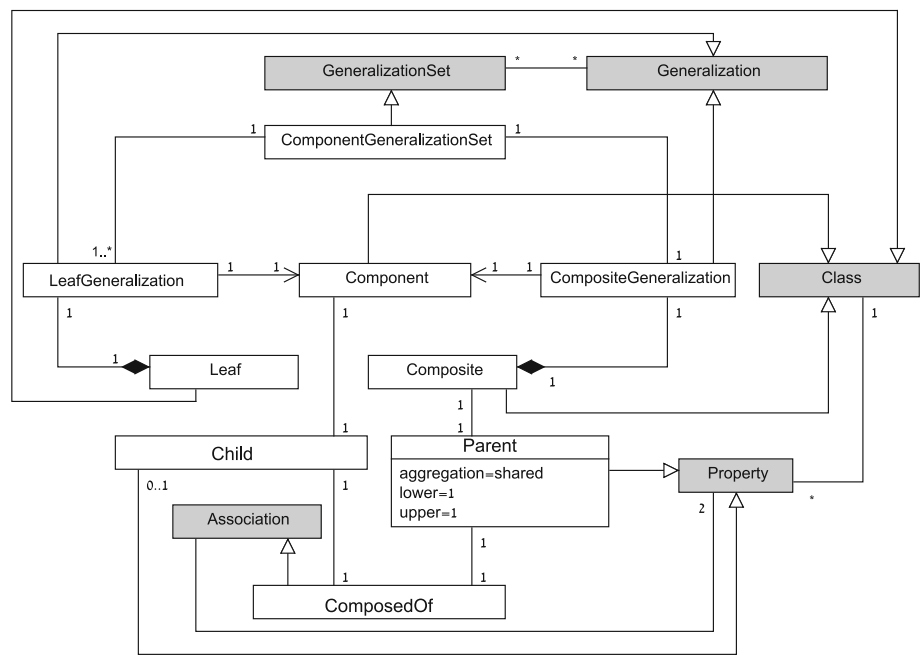 GeneralizationSet
*
*
Generalization
1
ComponentGeneralizationSet
1
1..*
1
LeafGeneralization
1
1
Component
1
1
CompositeGeneralization
Class
1
1
1
1
1
Leaf
Composite
1
1
1
1
Child
Parent
0..1
1
aggregation=shared
lower=1
upper=1
Property
2
*
Association
1
1
1
ComposedOf